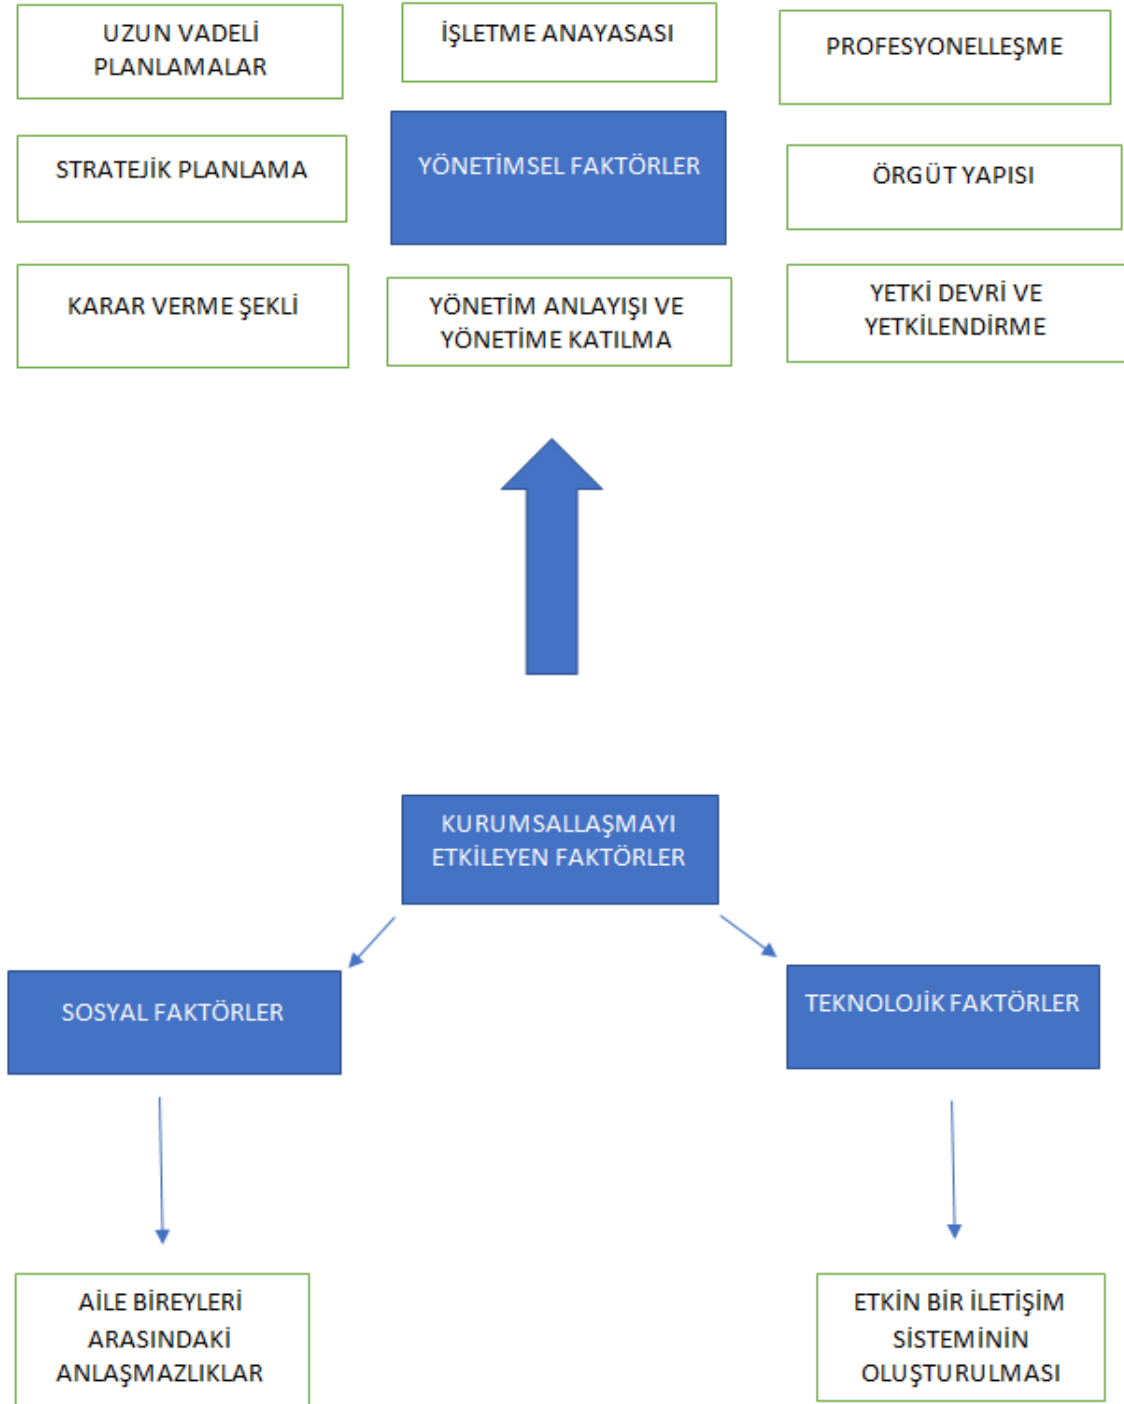 UZUN VADELİ
PLANLAMALAR
İŞLETME ANAYASASI
PROFESYONELLEŞME
STRATEJİK PLANLAMA
YÖNETİMSEL FAKTÖRLER
ÖRGÜT YAPISI
KARAR VERME ŞEKLİ
YÖNETİM ANLAYIŞI VE
YÖNETİME KATILMA
YETKİ DEVRİ VE
YETKİLENDİRME
KURUMSALLAŞMAYI
ETKİLEYEN FAKTÖRLER
SOSYAL FAKTÖRLER
TEKNOLOJİK FAKTÖRLER
AİLE BİREYLERİ
ARASINDAKİ
ANLAŞMAZLIKLAR
ETKİN BİR İLETİŞİM
SİSTEMİNİN
OLUŞTURULMASI